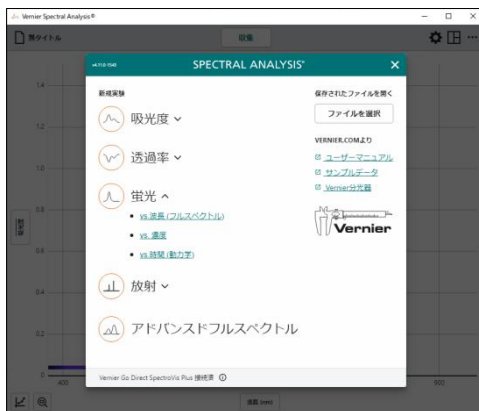 Vernier Spectral Analysis®
無タイトル
収集
v4.11.0-1543
SPECTRAL ANALYSIS®
新規実験
吸光度
透過率
蛍光
vs.波長 (フルスペクトル)
vs. 濃度
vs.時間 (動力学)
放射
アドバンスドフルスペクトル
保存されたファイルを開く
ファイルを選択
VERNIER.COMより
ユーザーマニュアル
サンプルデータ
Vernier分光器
Vernier
Vernier Go Direct SpectroVis Plus 接続済
1.4
1.2
0.8
0.6
0.4
0.2
0
400
900
波長 (nm)